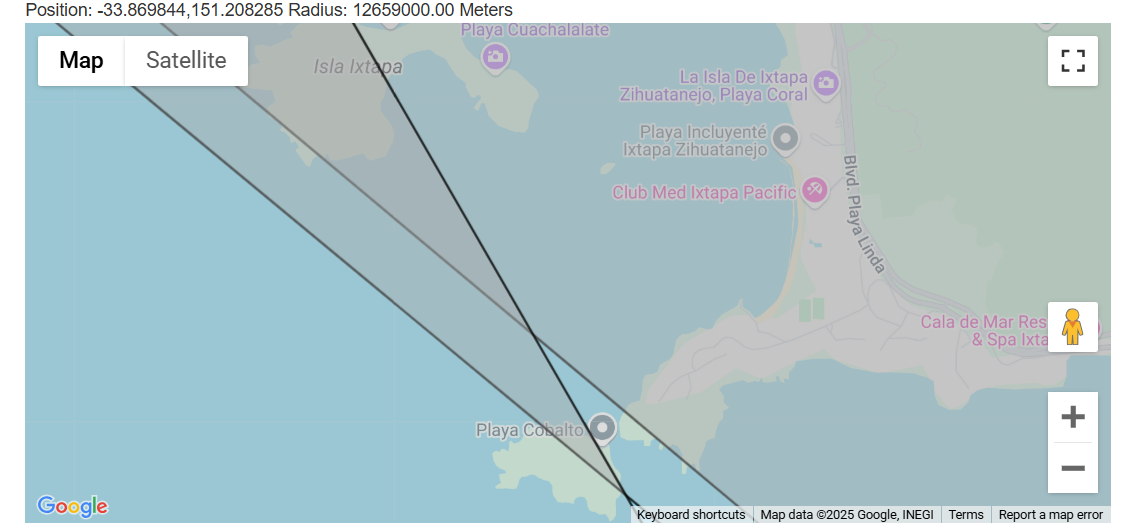 Position: -33.869844,151.208285 Radius: 12659000.00 Meters
Playa Cuachalalate
Map
Satellite
Isla Ixtapa
La Isla De Ixtapa
Zihuatanejo, Playa Coral
Playa Incluyenté
Ixtapa Zihuatanejo
Blvd. Playa Linda
Club Med Ixtapa Pacific
Cala de Mar Res
& Spa Ixta
Playa Cobalto
Google
Keyboard shortcuts
Map data ©2025 Google, INEGI
Terms
Report a map error